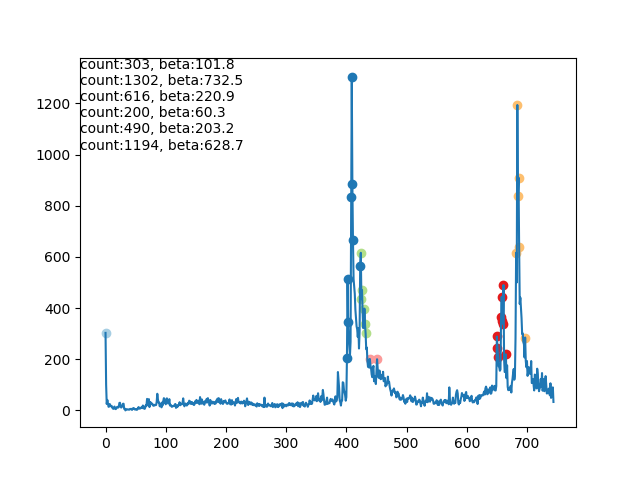 count:303, beta:101.8
count:1302, beta:732.5
count:616, beta:220.9
count:200, beta:60.3
count:490, beta:203.2
count:1194, beta:628.7
1200
1000
800
600
400
200
0
0 100 200 300 400 500 600 700